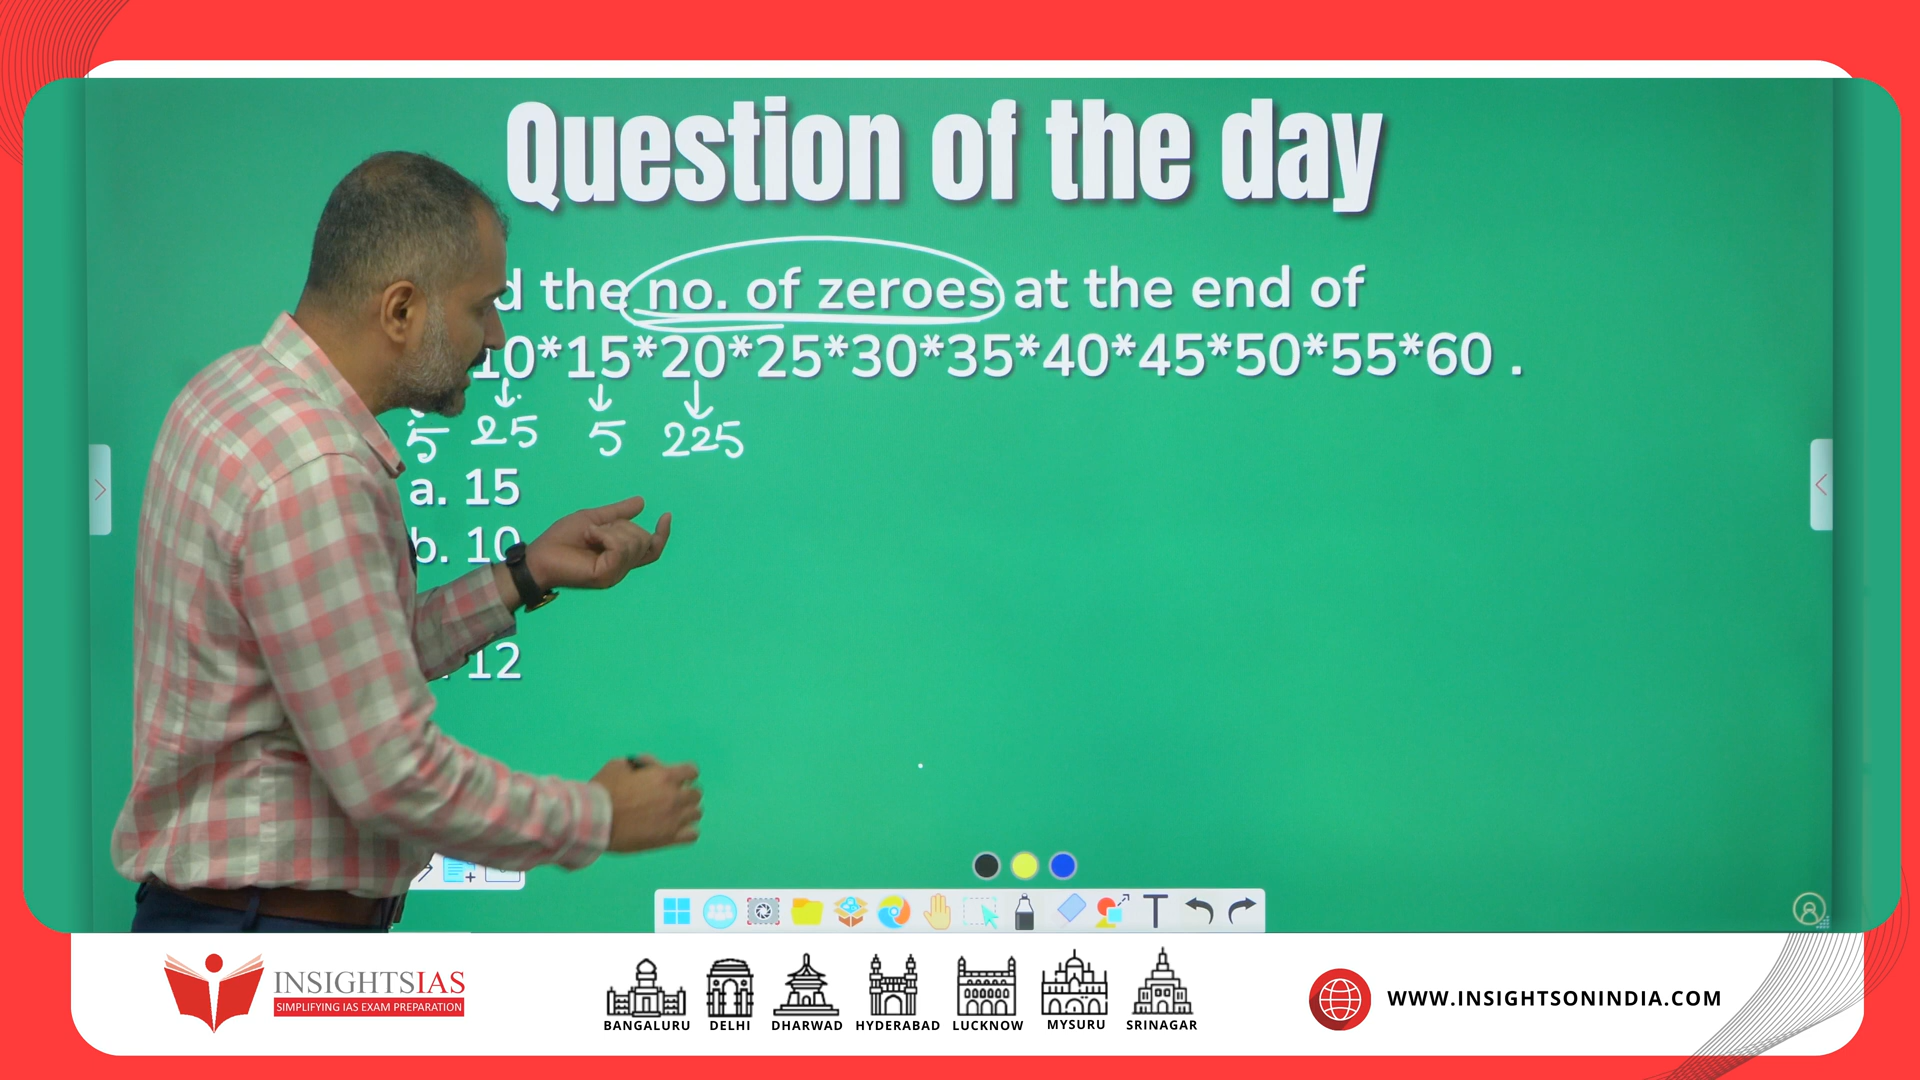 Question of the day
d the no. of zeroes at the end of
10*15*20*25*30*35*40*45*50*55*60 .
5 25 5 225
a. 15
b. 10
12
INSIGHTSIAS
SIMPLIFYING IAS EXAM PREPARATION
BANGALURU DELHI DHARWAD HYDERABAD LUCKNOW MYSURU SRINAGAR
WWW.INSIGHTSONINDIA.COM